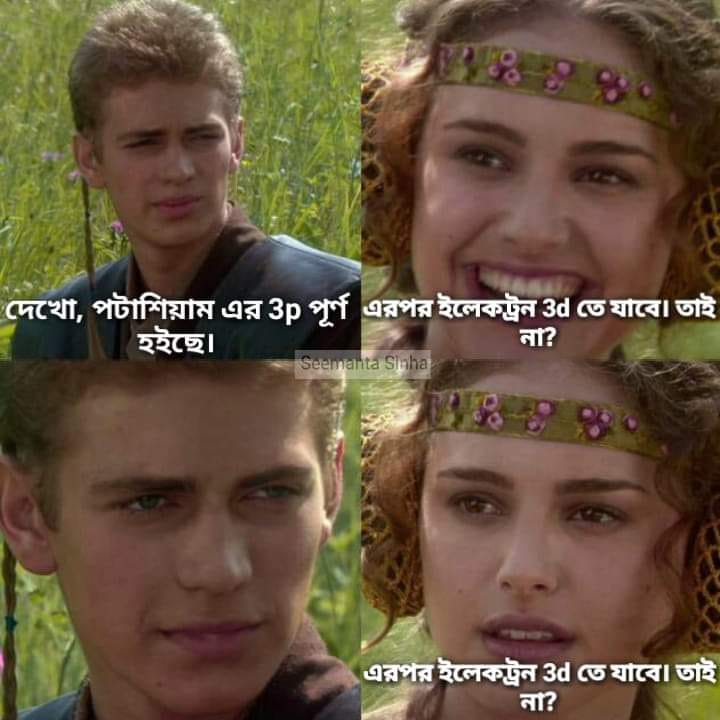 দেখো, পটাশিয়াম এর 3p পূর্ণ
হইছে।
এরপর ইলেকট্রন 3d তে যাবে। তাই
না?
Seemanta Sinha
এরপর ইলেকট্রন 3d তে যাবে। তাই
না?